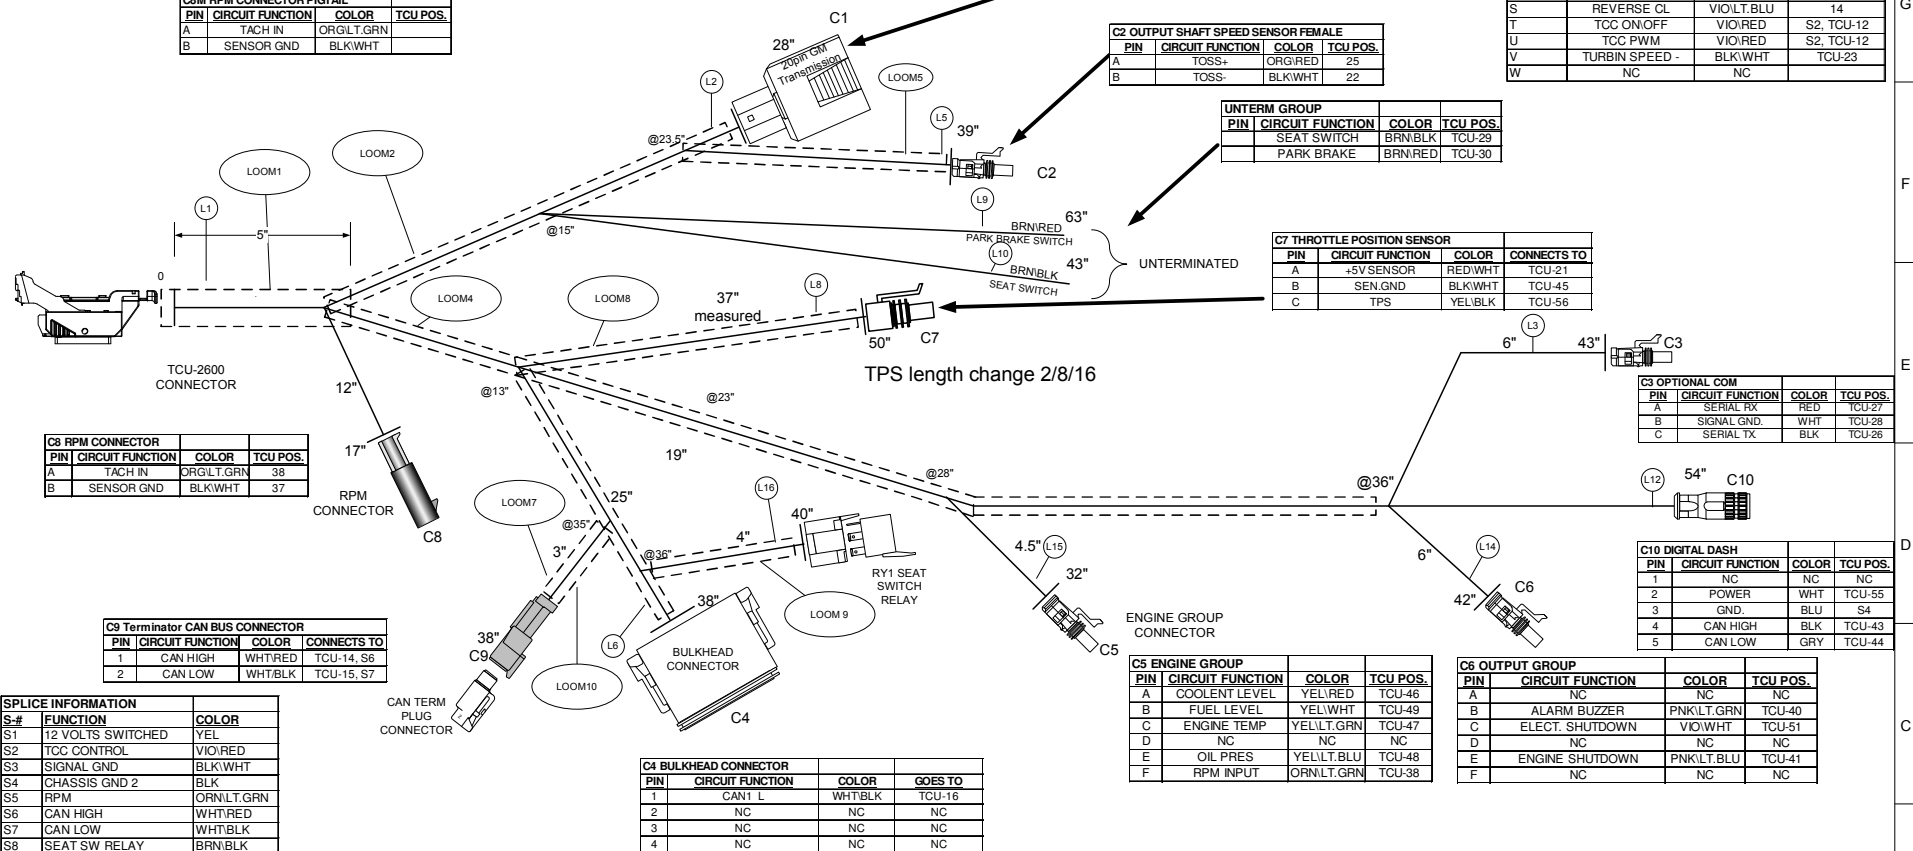 C8M RPM CONNECTOR PIGTAIL
PIN CIRCUIT FUNCTION COLOR TCU POS.
A TACH IN ORG\LT.GRN
B SENSOR GND BLK\WHT
C1
28"
20pin GM
Transmission
L2
LOOM5
L5
39"
@23.5"
C2
C2 OUTPUT SHAFT SPEED SENSOR FEMALE
PIN CIRCUIT FUNCTION COLOR TCU POS.
A TOSS+ ORG\RED 25
B TOSS- BLK\WHT 22
S REVERSE CL VIO\LT.BLU 14
T TCC ON\OFF VIO\RED S2, TCU-12
U TCC PWM VIO\RED S2, TCU-12
V TURBIN SPEED - BLK\WHT TCU-23
W NC NC
G
UNTERM GROUP
PIN CIRCUIT FUNCTION COLOR TCU POS.
SEAT SWITCH BRN\BLK TCU-29
PARK BRAKE BRN\RED TCU-30
F
LOOM1
LOOM2
L1
5"
0
@15"
L9
BRN\RED
63"
PARK BRAKE SWITCH
L10
BRN\BLK
43"
SEAT SWITCH
UNTERMINATED
C7 THROTTLE POSITION SENSOR
PIN CIRCUIT FUNCTION COLOR CONNECTS TO
A +5V SENSOR RED\WHT TCU-21
B SEN.GND BLK\WHT TCU-45
C TPS YEL\BLK TCU-56
LOOM4
LOOM8
37"
measured
L8
50"
C7
TPS length change 2/8/16
TCU-2600
CONNECTOR
12"
@13"
@23"
19"
L3
6"
43"
C3
E
C3 OPTIONAL COM
PIN CIRCUIT FUNCTION COLOR TCU POS.
A SERIAL RX RED TCU-27
B SIGNAL GND. WHT TCU-28
C SERIAL TX BLK TCU-26
C8 RPM CONNECTOR
PIN CIRCUIT FUNCTION COLOR TCU POS.
A TACH IN ORG\LT.GRN 38
B SENSOR GND BLK\WHT 37
17"
RPM
CONNECTOR
C8
LOOM7
25"
@35"
3"
@36"
L16
4"
40"
RY1 SEAT
SWITCH
RELAY
LOOM 9
@28"
4.5"
L15
32"
C5
ENGINE GROUP
CONNECTOR
@36"
L12
54"
C10
6"
L14
42"
C6
D
C10 DIGITAL DASH
PIN CIRCUIT FUNCTION COLOR TCU POS.
1 NC NC NC
2 POWER WHT TCU-55
3 GND. BLU S4
4 CAN HIGH BLK TCU-43
5 CAN LOW GRY TCU-44
C9 Terminator CAN BUS CONNECTOR
PIN CIRCUIT FUNCTION COLOR CONNECTS TO
1 CAN HIGH WHT\RED TCU-14, S6
2 CAN LOW WHT/BLK TCU-15, S7
38"
C9
L6
38"
BULKHEAD
CONNECTOR
LOOM10
CAN TERM
PLUG
CONNECTOR
C4
C5 ENGINE GROUP
PIN CIRCUIT FUNCTION COLOR TCU POS.
A COOLENT LEVEL YEL\RED TCU-46
B FUEL LEVEL YEL\WHT TCU-49
C ENGINE TEMP YEL\LT.GRN TCU-47
D NC NC NC
E OIL PRES YEL\LT.BLU TCU-48
F RPM INPUT ORN\LT.GRN TCU-38
C6 OUTPUT GROUP
PIN CIRCUIT FUNCTION COLOR TCU POS.
A NC NC NC
B ALARM BUZZER PNK\LT.GRN TCU-40
C ELECT. SHUTDOWN VIO\WHT TCU-51
D NC NC NC
E ENGINE SHUTDOWN PNK\LT.BLU TCU-41
F NC NC NC
C
SPLICE INFORMATION
S-# FUNCTION COLOR
S1 12 VOLTS SWITCHED YEL
S2 TCC CONTROL VIO\RED
S3 SIGNAL GND BLK\WHT
S4 CHASSIS GND 2 BLK
S5 RPM ORN\LT.GRN
S6 CAN HIGH WHT\RED
S7 CAN LOW WHT\BLK
S8 SEAT SW RELAY BRN\BLK
C4 BULKHEAD CONNECTOR
PIN CIRCUIT FUNCTION COLOR GOES TO
1 CAN1 L WHT\BLK TCU-16
2 NC NC NC
3 NC NC NC
4 NC NC NC